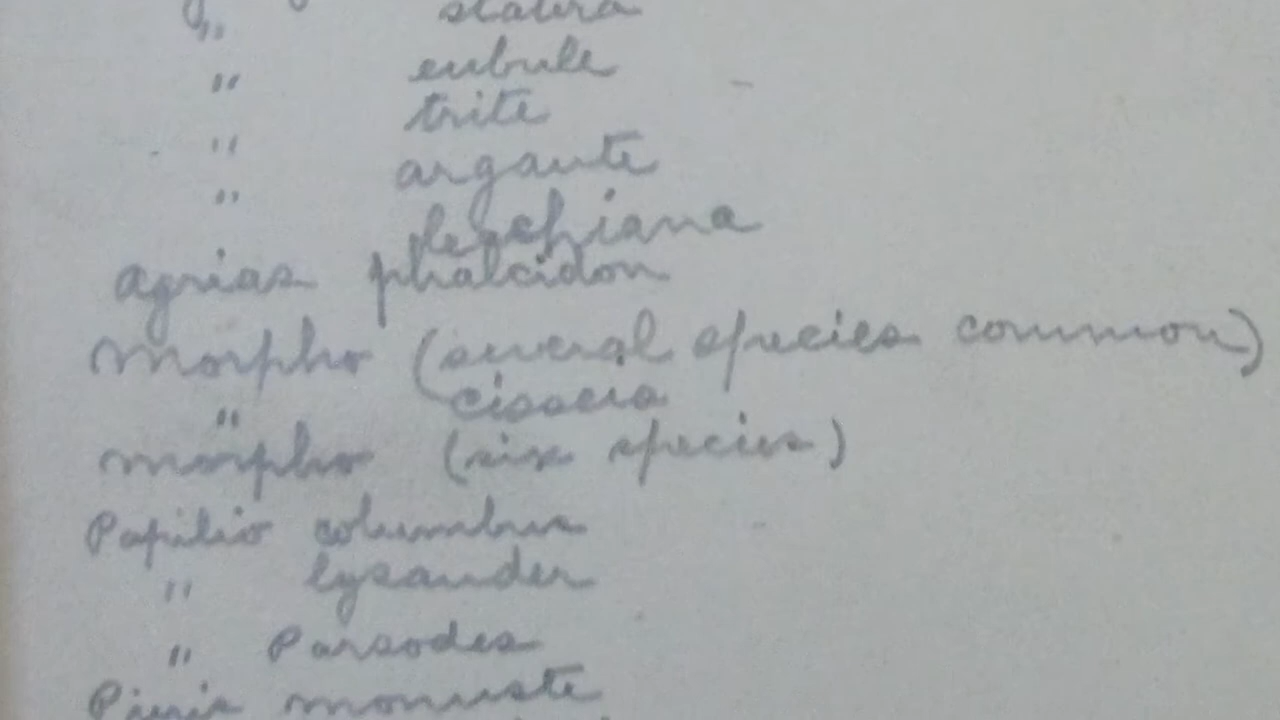 " statira
" eubule
" trite
" argante
" leachiana
agrias phalcidon
Morpho (several species common)
" cisseis
morpho (six species)
Papilio columbus
" lysander
" Parsodes
Pieris monuste